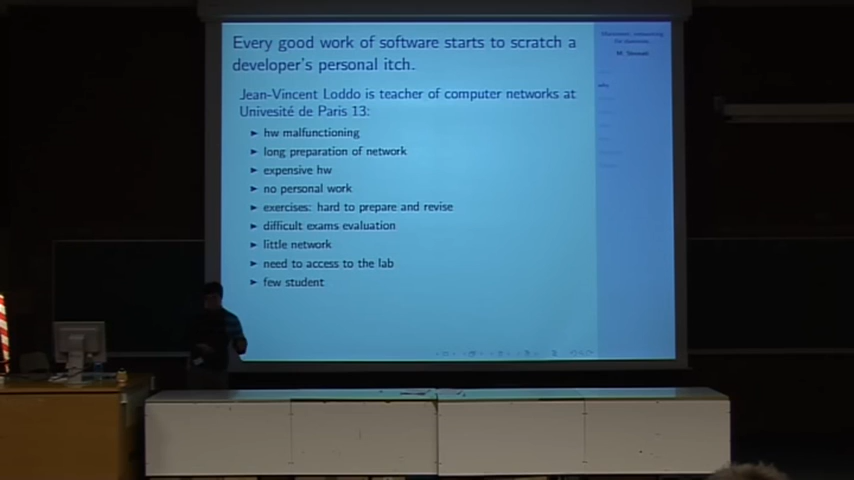 Every good work of software starts to scratch a
developer's personal itch.
Jean-Vincent Loddo is teacher of computer networks at
Univesité de Paris 13:
hw malfunctioning
long preparation of network
expensive hw
no personal work
exercises: hard to prepare and revise
difficult exams evaluation
little network
need to access to the lab
few student